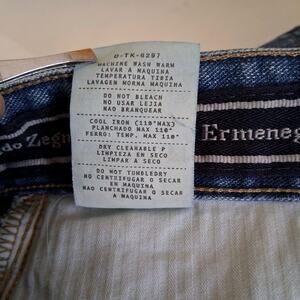 D-TK-6297
MACHINE WASH WARM
LAVAR A MAQUINA
TEMPERATURA TIBIA
LAVAGEM NORMA MAQUINA
DO NOT BLEACH
NO USAR LEJIA
NAO BRANQUEAR
COOL IRON (110°MAX)
PLANCHADO MAX 110°
FERRO: TEMP. MAX 110°
DRY CLEANABLE P
LIMPIEZA EN SECO
LIMPAR A SECO
DO NOT TUMBLEDRY
NO CENTRIFUGAR O SECAR
EN MAQUINA
NAO CENTRIFUGAR O SECAR
A MAQUINA
do Zegn
Ermeneg